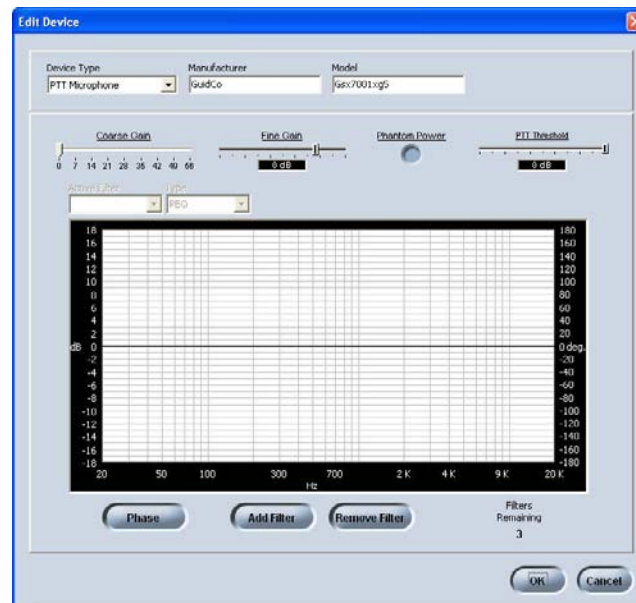 Edit Device
Device Type Manufacturer Model
PTT Microphone GuidCo Gsx7001xg5
Coarse Gain Fine Gain Phantom Power PTT Threshold
0 7 14 21 28 35 42 49 68
0 dB 0 dB
Active Filter Type
PEQ
18 180
16 160
14 140
12 120
10 100
8 80
6 60
4 40
2 20
dB 0 0 deg.
-2 -20
-4 -40
-6 -60
-8 -80
-10 -100
-12 -120
-14 -140
-16 -160
-18 -180
20 50 100 300 700 2 K 4 K 9 K 20 K
Hz
Phase Add Filter Remove Filter Filters
Remaining
3
OK Cancel